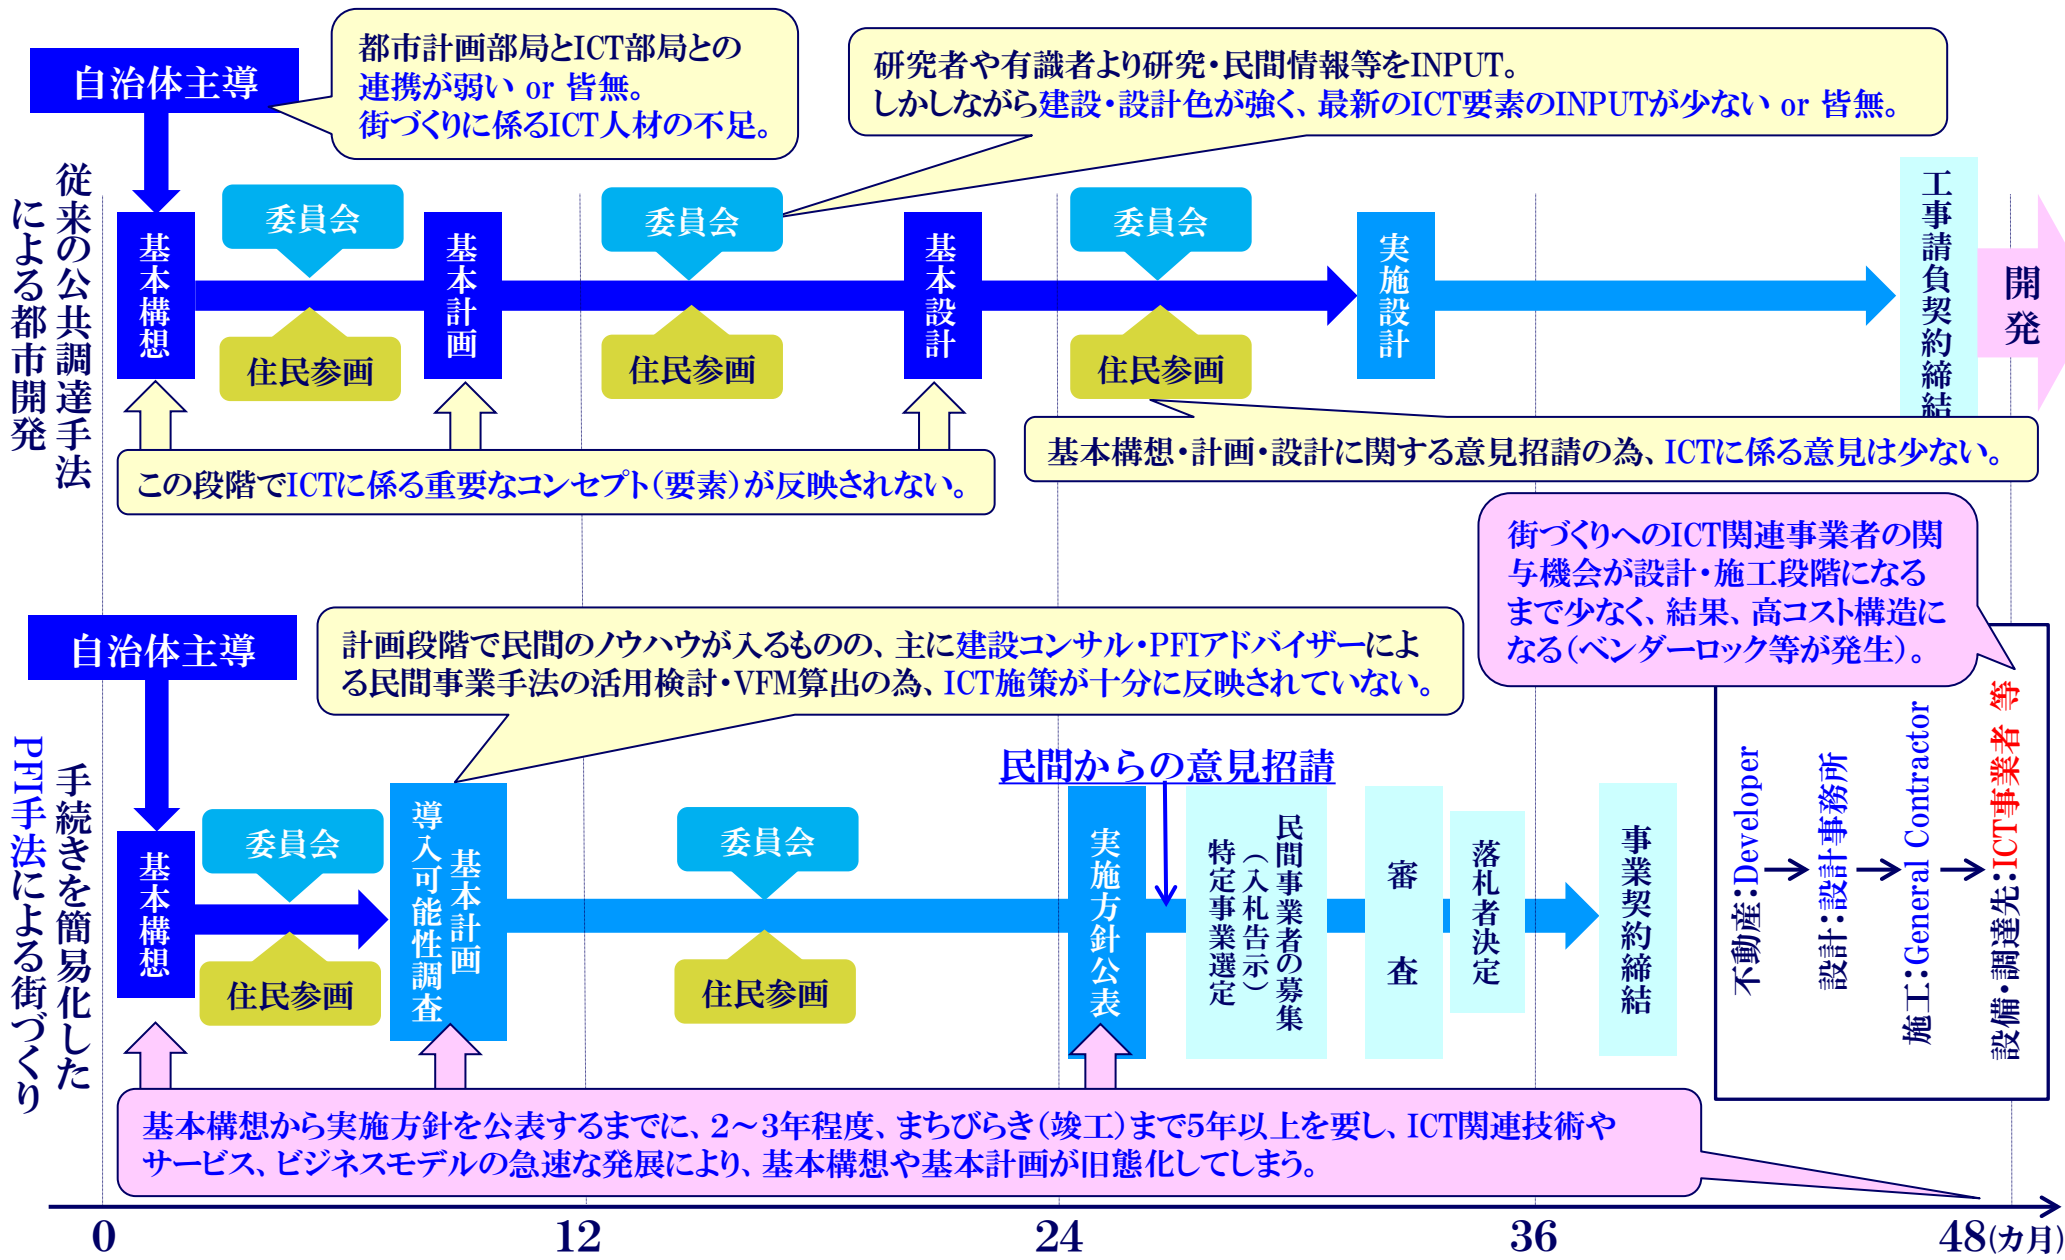 都市計画部局とICT部局との
連携が弱い or 皆無。
街づくりに係るICT人材の不足。
研究者や有識者より研究・民間情報等をINPUT。
しかしながら建設・設計色が強く、最新のICT要素のINPUTが少ない or 皆無。
自治体主導
従来の公共調達手法
による都市開発
基本構想
委員会
住民参画
基本計画
委員会
住民参画
基本設計
委員会
住民参画
実施設計
工事請負契約締結
開発
この段階でICTに係る重要なコンセプト(要素)が反映されない。
基本構想・計画・設計に関する意見招請の為、ICTに係る意見は少ない。
街づくりへのICT関連事業者の関
与機会が設計・施工段階になる
まで少なく、結果、高コスト構造に
なる(ベンダーロック等が発生)。
自治体主導
計画段階で民間のノウハウが入るものの、主に建設コンサル・PFIアドバイザーによ
る民間事業手法の活用検討・VFM算出の為、ICT施策が十分に反映されていない。
手続きを簡易化した
PFI手法による街づくり
基本構想
委員会
住民参画
基本計画
導入可能性調査
委員会
住民参画
実施方針公表
民間からの意見招請
民間事業者の募集
(入札告示)
特定事業選定
審査
落札者決定
事業契約締結
不動産:Developer
設計:設計事務所
施工:General Contractor
設備・調達先:ICT事業者 等
基本構想から実施方針を公表するまでに、2～3年程度、まちびらき(竣工)まで5年以上を要し、ICT関連技術や
サービス、ビジネスモデルの急速な発展により、基本構想や基本計画が旧態化してしまう。
0 12 24 36 48(カ月)